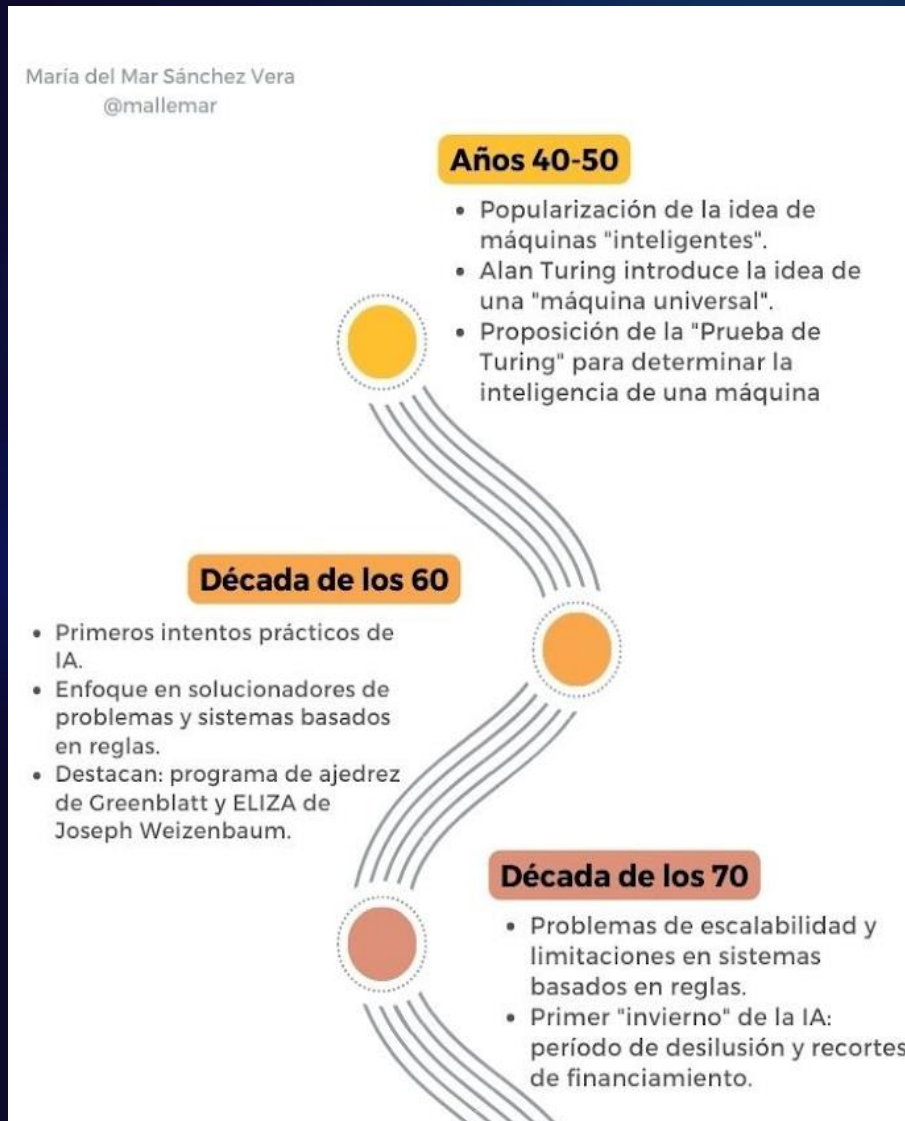 María del Mar Sánchez Vera
@mallemar
Años 40-50
• Popularización de la idea de
máquinas "inteligentes".
• Alan Turing introduce la idea de
una "máquina universal".
• Proposición de la "Prueba de
Turing" para determinar la
inteligencia de una máquina
Década de los 60
• Primeros intentos prácticos de
IA.
• Enfoque en solucionadores de
problemas y sistemas basados
en reglas.
• Destacan: programa de ajedrez
de Greenblatt y ELIZA de
Joseph Weizenbaum.
Década de los 70
• Problemas de escalabilidad y
limitaciones en sistemas
basados en reglas.
• Primer "invierno" de la IA:
período de desilusión y recortes
de financiamiento.